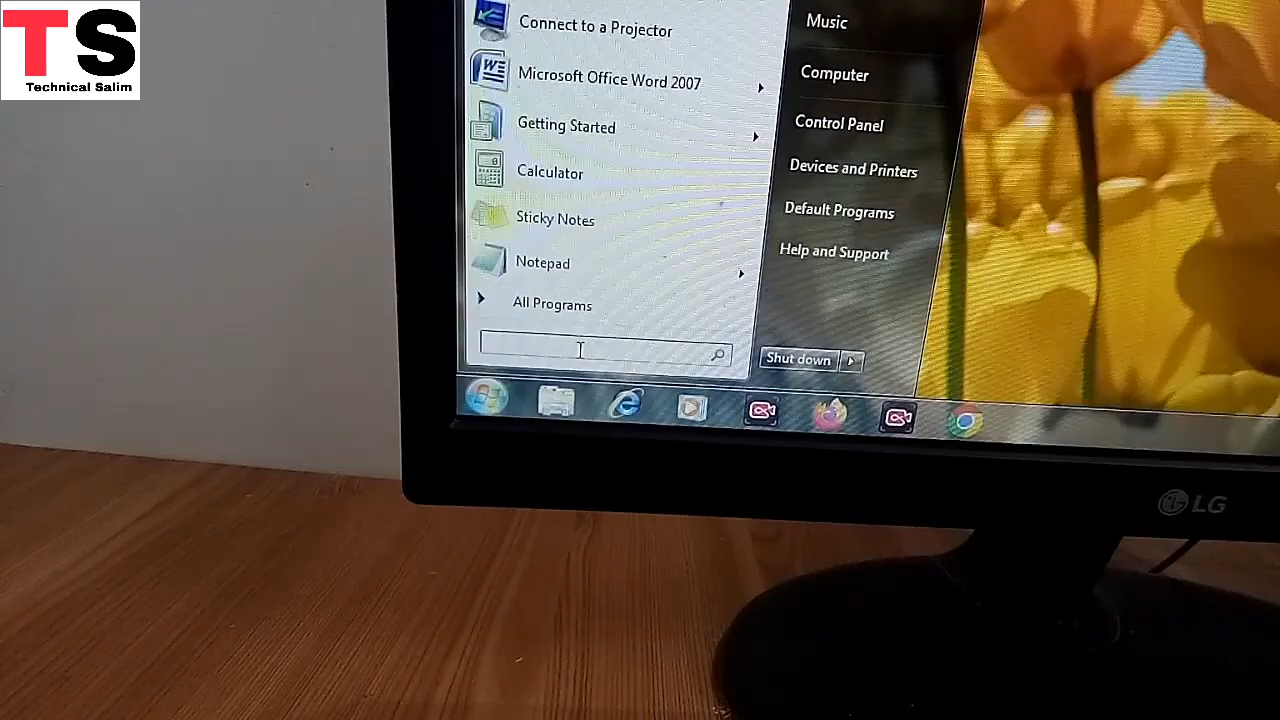 TS
Technical Salim
Connect to a Projector
Microsoft Office Word 2007
Getting Started
Calculator
Sticky Notes
Notepad
All Programs
Music
Computer
Control Panel
Devices and Printers
Default Programs
Help and Support
Shut down
LG